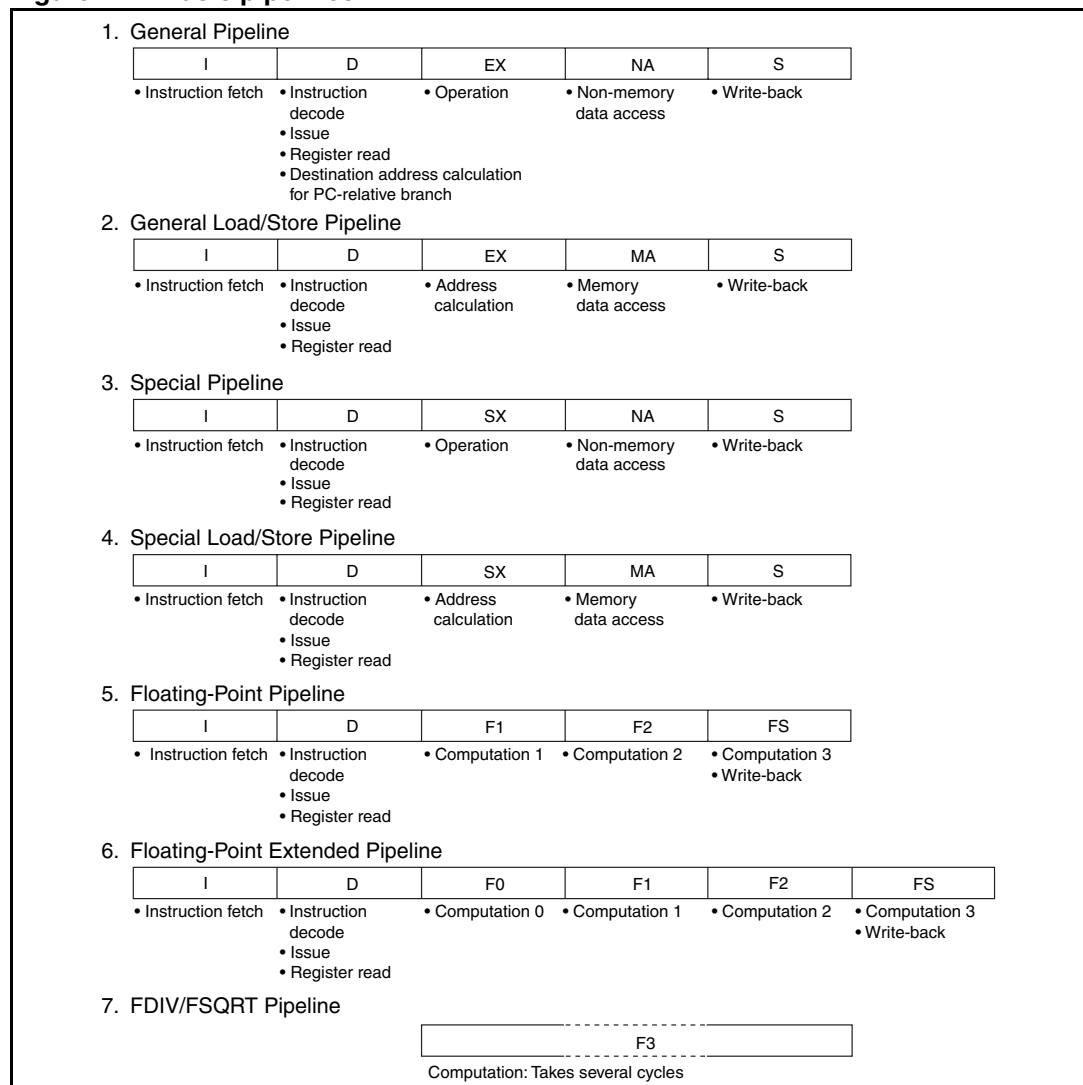 1. General Pipeline
I D EX NA S
• Instruction fetch • Instruction • Operation • Non-memory • Write-back
decode data access
• Issue
• Register read
• Destination address calculation
for PC-relative branch
2. General Load/Store Pipeline
I D EX MA S
• Instruction fetch • Instruction • Address • Memory • Write-back
decode calculation data access
• Issue
• Register read
3. Special Pipeline
I D SX NA S
• Instruction fetch • Instruction • Operation • Non-memory • Write-back
decode data access
• Issue
• Register read
4. Special Load/Store Pipeline
I D SX MA S
• Instruction fetch • Instruction • Address • Memory • Write-back
decode calculation data access
• Issue
• Register read
5. Floating-Point Pipeline
I D F1 F2 FS
• Instruction fetch • Instruction • Computation 1 • Computation 2 • Computation 3
decode • Write-back
• Issue
• Register read
6. Floating-Point Extended Pipeline
I D F0 F1 F2 FS
• Instruction fetch • Instruction • Computation 0 • Computation 1 • Computation 2 • Computation 3
decode • Write-back
• Issue
• Register read
7. FDIV/FSQRT Pipeline
F3
Computation: Takes several cycles